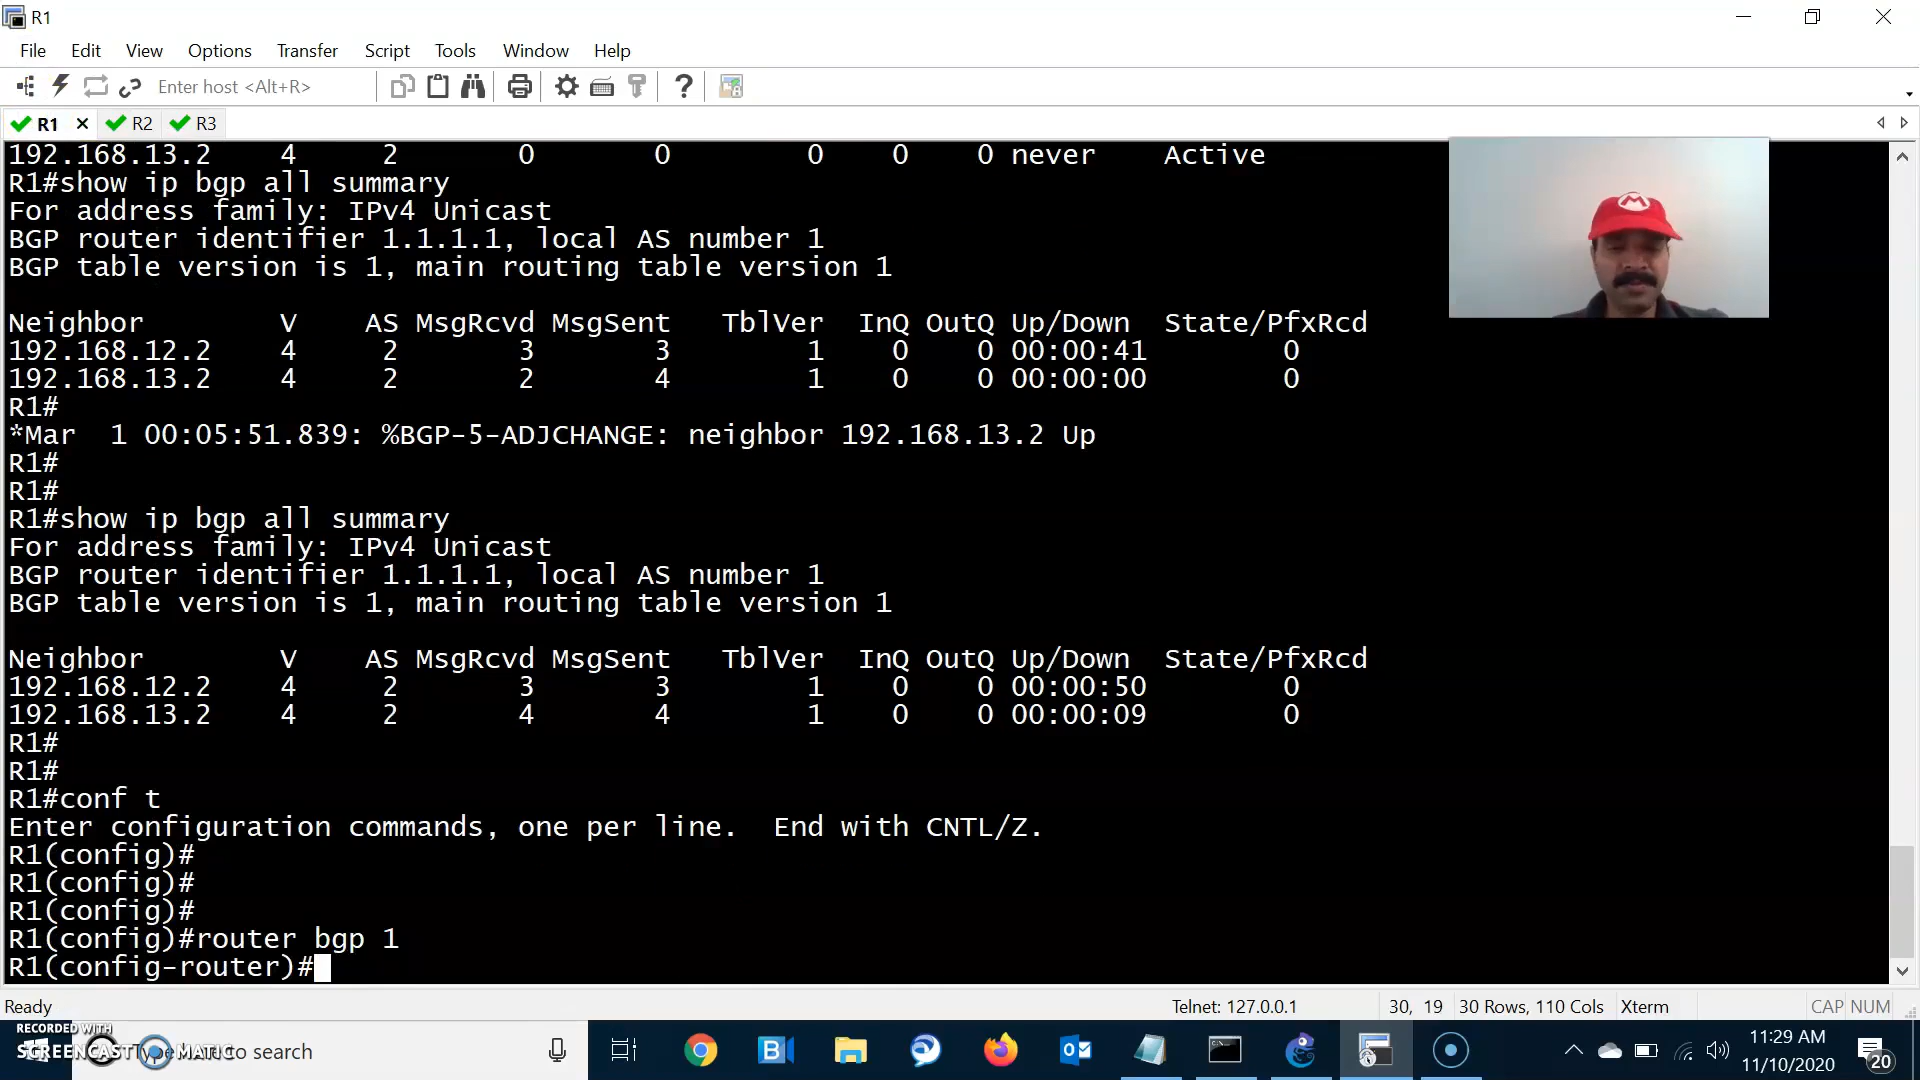 R1
File Edit View Options Transfer Script Tools Window Help
Enter host <Alt+R>
R1 R2 R3
192.168.13.2 4 2 0 0 0 0 0 never Active
R1#show ip bgp all summary
For address family: IPv4 Unicast
BGP router identifier 1.1.1.1, local AS number 1
BGP table version is 1, main routing table version 1
Neighbor V AS MsgRcvd MsgSent TblVer InQ OutQ Up/Down State/PfxRcd
192.168.12.2 4 2 3 3 1 0 0 00:00:41 0
192.168.13.2 4 2 2 4 1 0 0 00:00:00 0
R1#
*Mar 1 00:05:51.839: %BGP-5-ADJCHANGE: neighbor 192.168.13.2 Up
R1#
R1#
R1#show ip bgp all summary
For address family: IPv4 Unicast
BGP router identifier 1.1.1.1, local AS number 1
BGP table version is 1, main routing table version 1
Neighbor V AS MsgRcvd MsgSent TblVer InQ OutQ Up/Down State/PfxRcd
192.168.12.2 4 2 3 3 1 0 0 00:00:50 0
192.168.13.2 4 2 4 4 1 0 0 00:00:09 0
R1#
R1#
R1#conf t
Enter configuration commands, one per line. End with CNTL/Z.
R1(config)#
R1(config)#
R1(config)#
R1(config)#router bgp 1
R1(config-router)#
M
Ready Telnet: 127.0.0.1 30, 19 30 Rows, 110 Cols Xterm CAP NUM
RECORDED WITH
SCREENCAST MATIC
to search
11:29 AM
11/10/2020
20